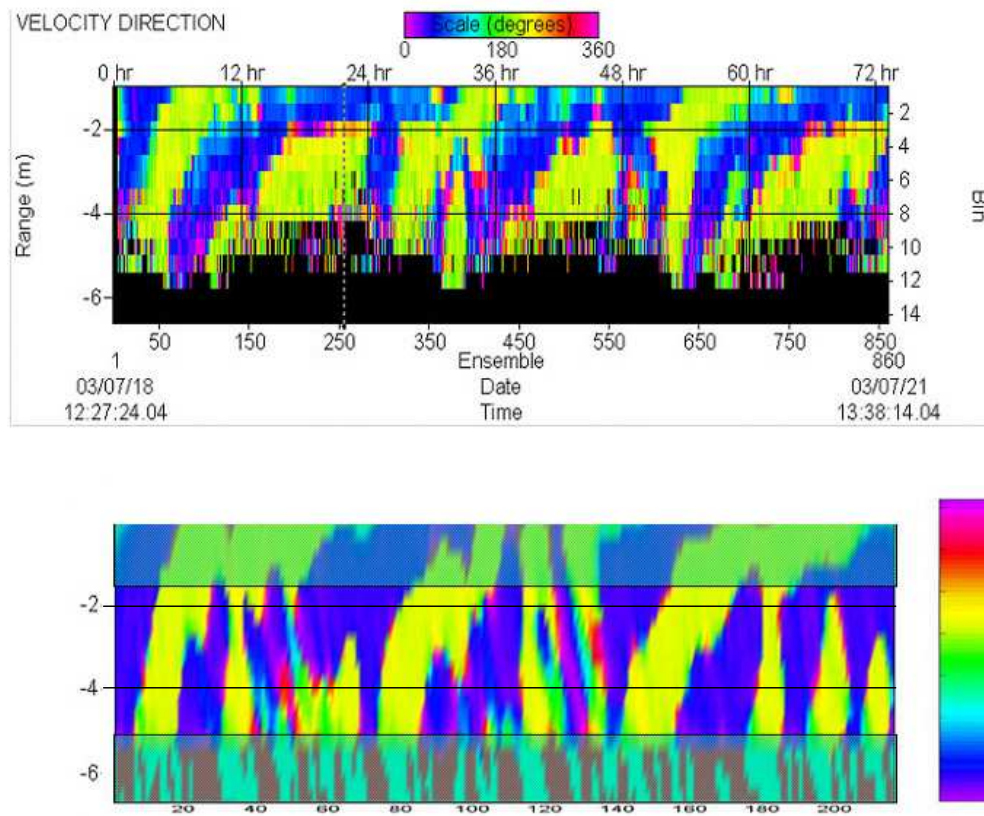 VELOCITY DIRECTION
Scale (degrees)
0 180 360
0 hr 12 hr 24 hr 36 hr 48 hr 60 hr 72 hr
Range (m)
-2
-4
-6
2
4
6
8
10
12
14
Bin
50 150 250 350 450 550 650 750 850
1 Ensemble 860
03/07/18 Date 03/07/21
12:27:24.04 Time 13:38:14.04
-2
-4
-6
20 40 60 80 100 120 140 160 180 200